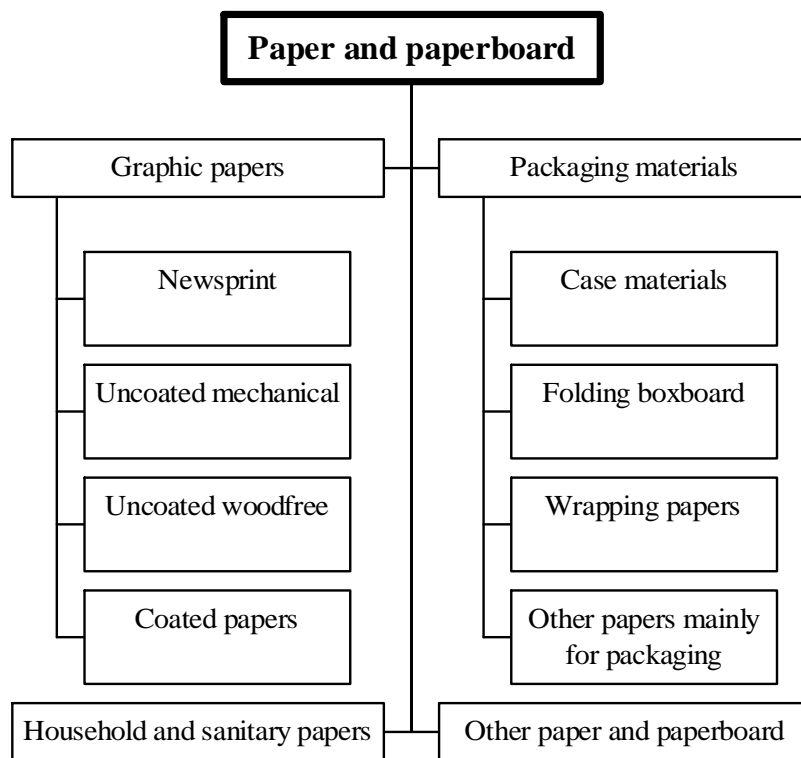 Paper and paperboard
Graphic papers
Newsprint
Uncoated mechanical
Uncoated woodfree
Coated papers
Packaging materials
Case materials
Folding boxboard
Wrapping papers
Other papers mainly
for packaging
Household and sanitary papers
Other paper and paperboard